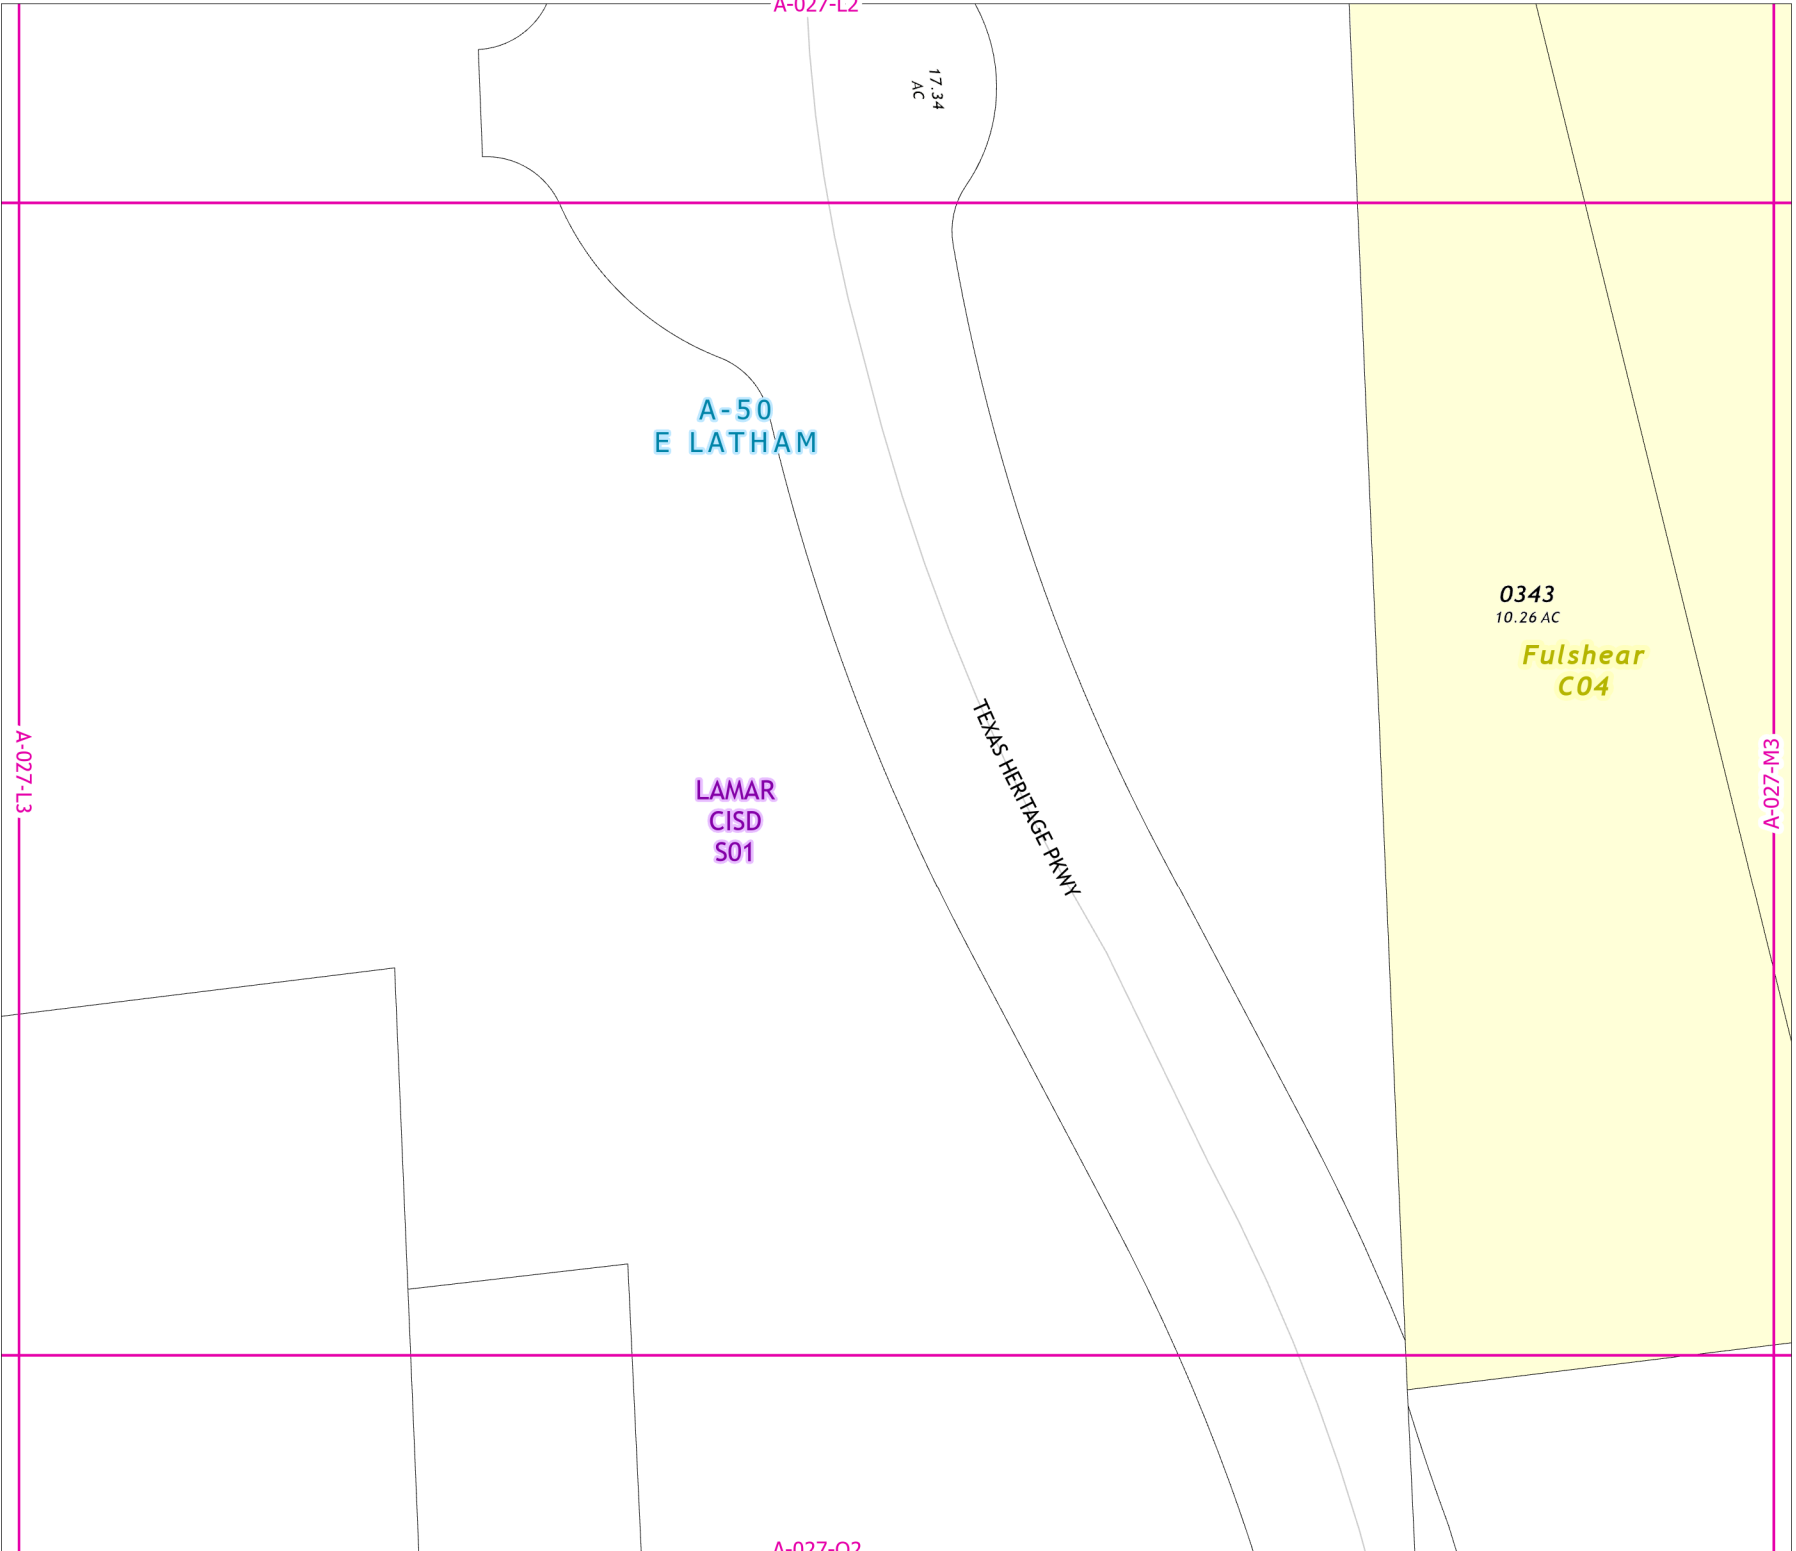 A-027-L2
17.34
AC
A-50
E LATHAM
0343
10.26 AC
Fulshear
C04
TEXAS HERITAGE PKWY
LAMAR
CISD
S01
A-027-L3
A-027-M3
A-027-Q2